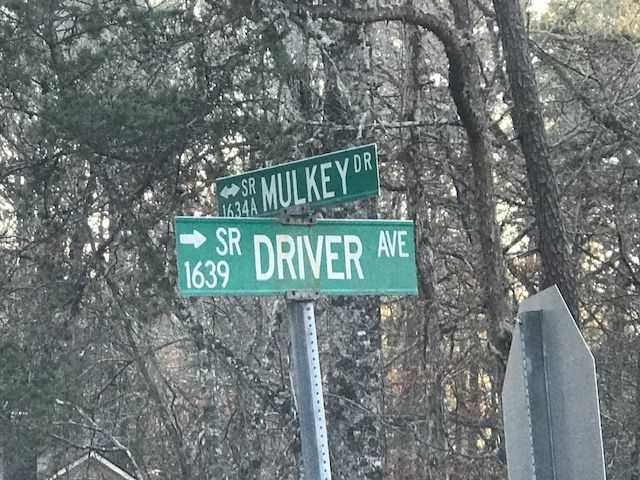 SR MULKEY DR
1634A
SR DRIVER AVE
1639